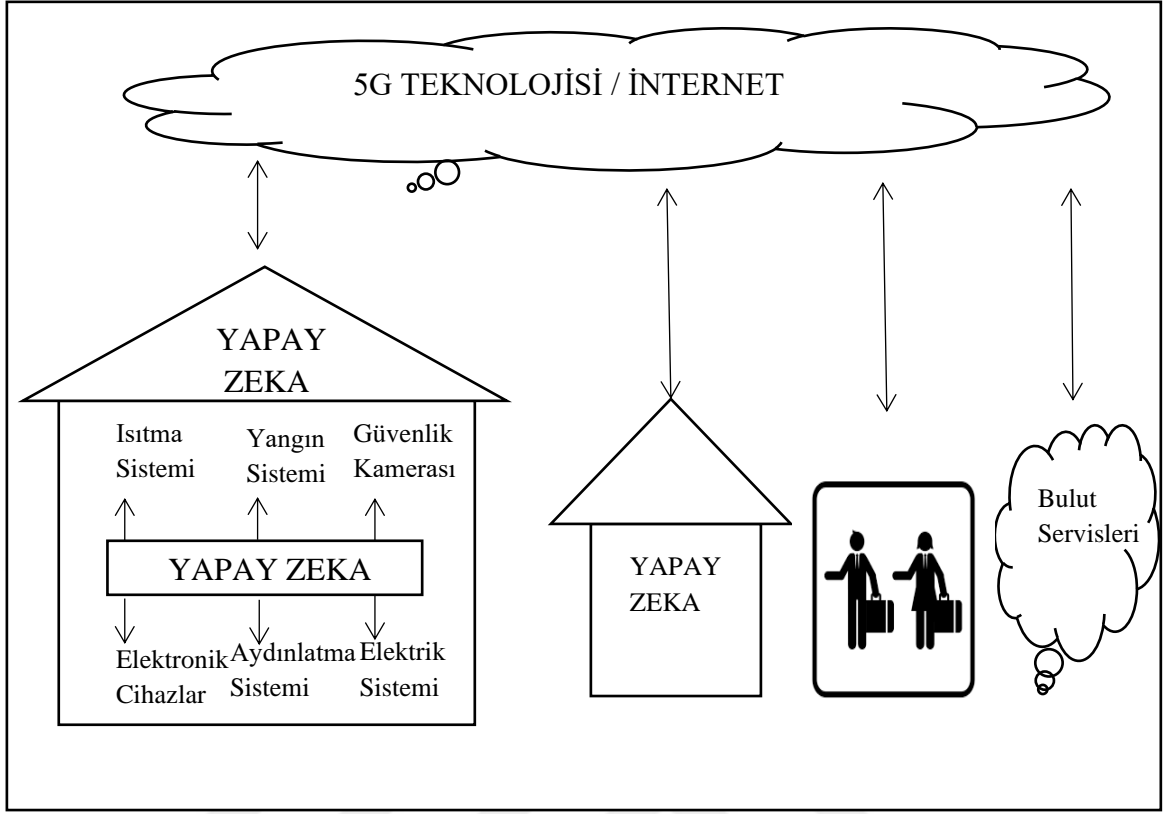 5G TEKNOLOJİSİ / İNTERNET
YAPAY
ZEKA
Isıtma
Sistemi
Yangın
Sistemi
Güvenlik
Kamerası
YAPAY ZEKA
Elektronik
Cihazlar
Aydınlatma
Sistemi
Elektrik
Sistemi
YAPAY
ZEKA
Bulut
Servisleri